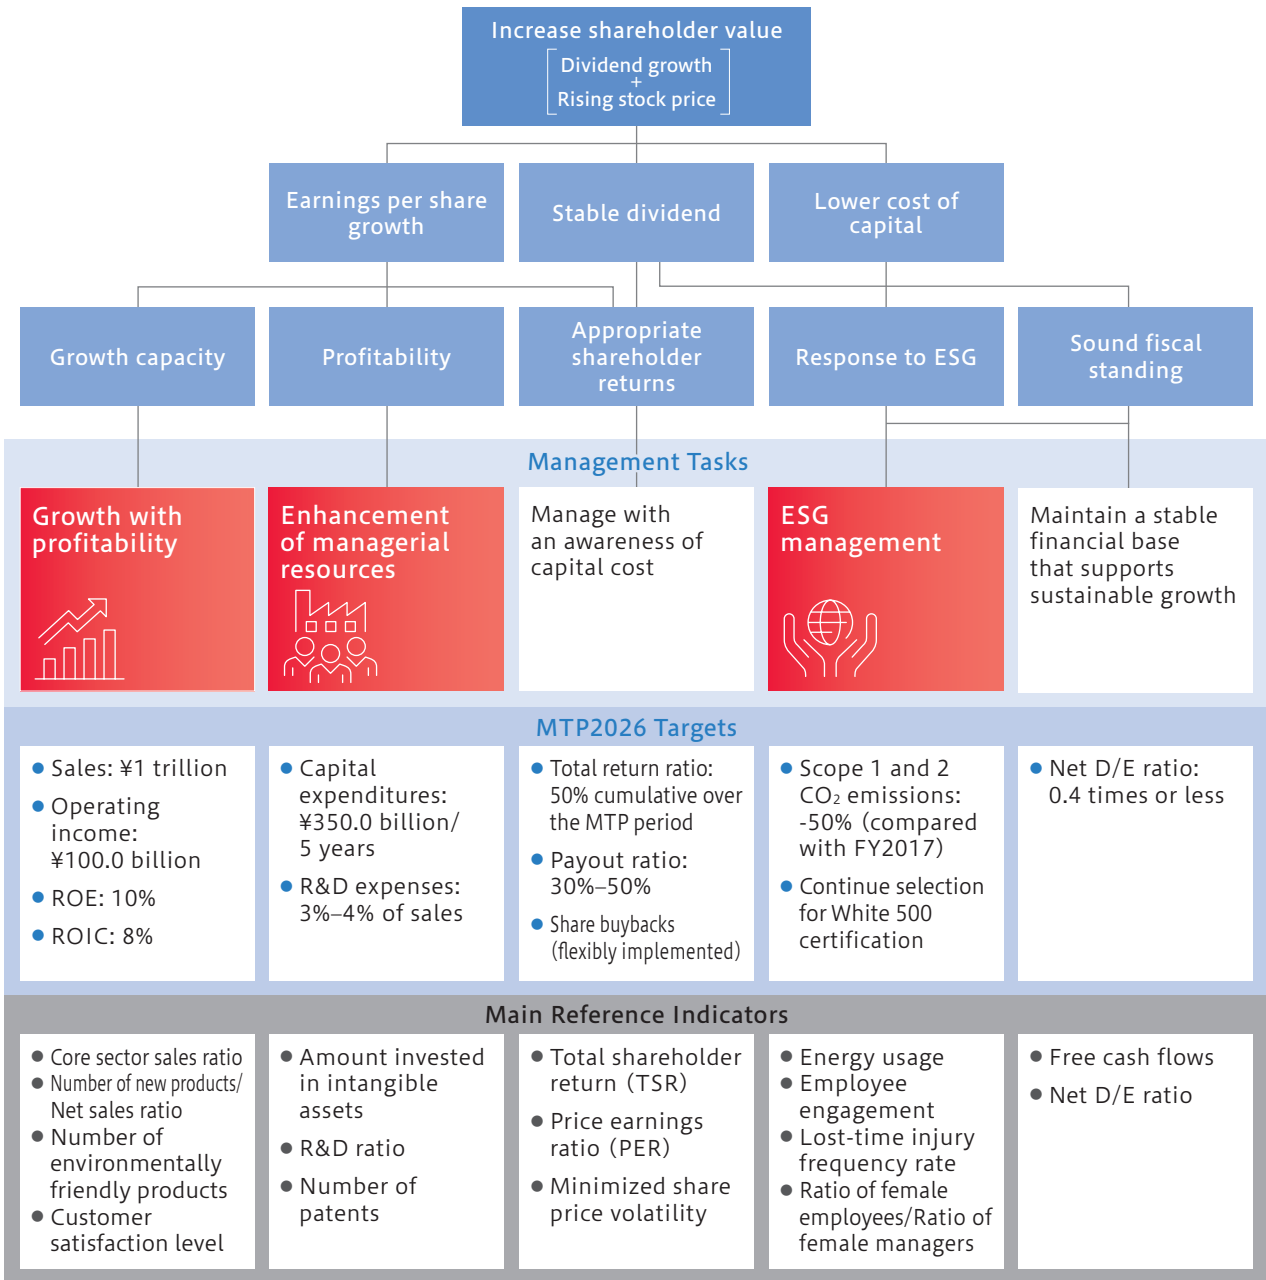 Increase shareholder value
Dividend growth
+
Rising stock price
Earnings per share
growth
Stable dividend
Lower cost of
capital
Growth capacity
Profitability
Appropriate
shareholder
returns
Response to ESG
Sound fiscal
standing
Management Tasks
Growth with
profitability
Enhancement
of managerial
resources
Manage with
an awareness of
capital cost
ESG
management
Maintain a stable
financial base
that supports
sustainable growth
MTP2026 Targets
● Sales: ¥1 trillion
● Operating
income:
¥100.0 billion
● ROE: 10%
● ROIC: 8%
● Capital
expenditures:
¥350.0 billion/
5 years
● R&D expenses:
3%–4% of sales
● Total return ratio:
50% cumulative over
the MTP period
● Payout ratio:
30%–50%
● Share buybacks
(flexibly implemented)
● Scope 1 and 2
CO₂ emissions:
-50% (compared
with FY2017)
● Continue selection
for White 500
certification
● Net D/E ratio:
0.4 times or less
Main Reference Indicators
● Core sector sales ratio
● Number of new products/
Net sales ratio
● Number of
environmentally
friendly products
● Customer
satisfaction level
● Amount invested
in intangible
assets
● R&D ratio
● Number of
patents
● Total shareholder
return (TSR)
● Price earnings
ratio (PER)
● Minimized share
price volatility
● Energy usage
● Employee
engagement
● Lost-time injury
frequency rate
● Ratio of female
employees/Ratio of
female managers
● Free cash flows
● Net D/E ratio